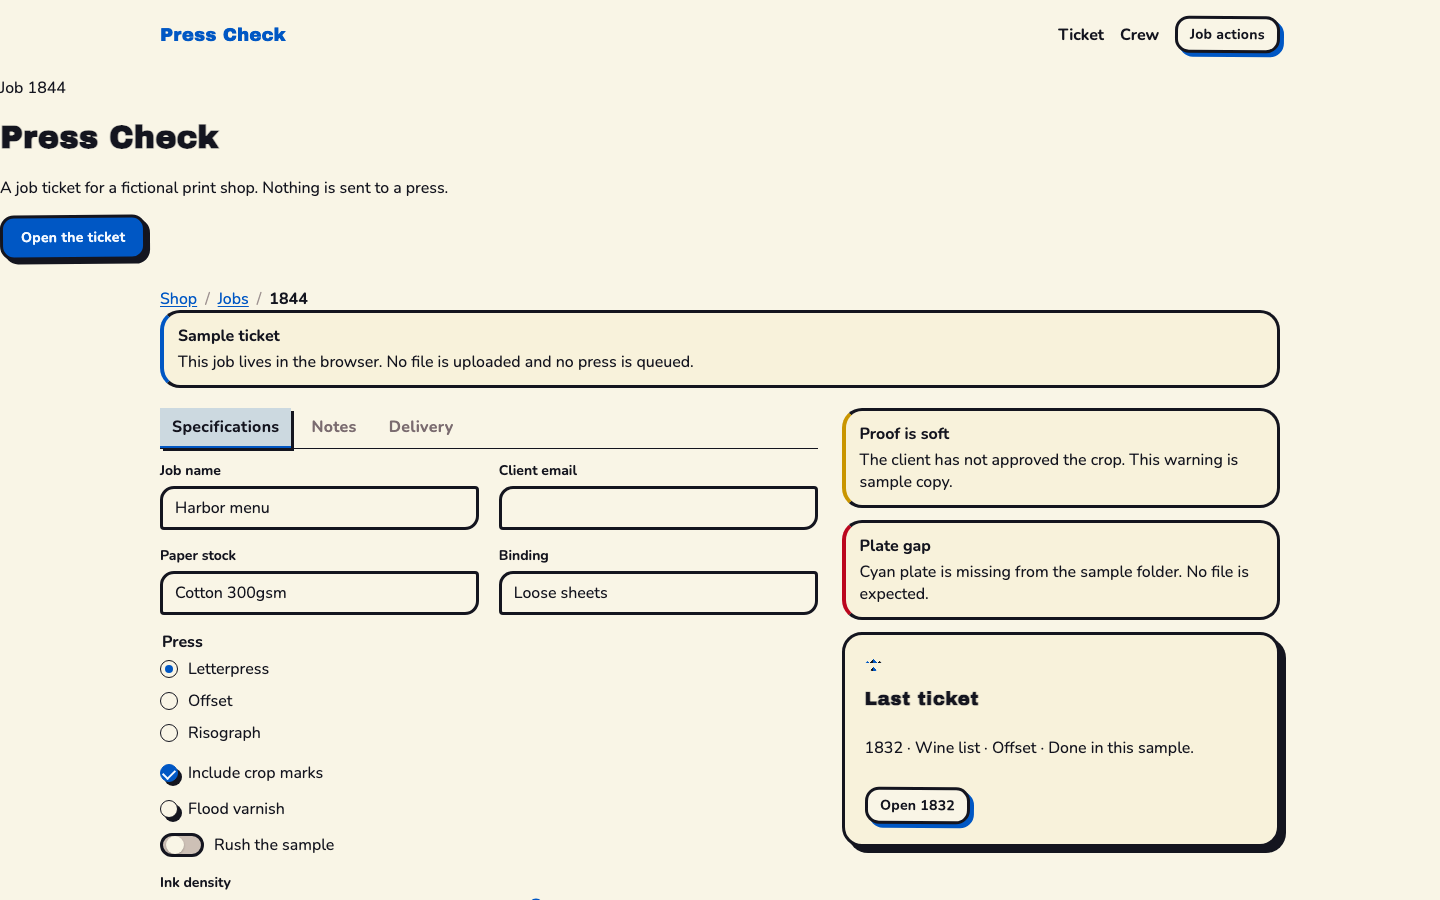 Press Check
Ticket Crew Job actions
Job 1844
Press Check
A job ticket for a fictional print shop. Nothing is sent to a press.
Open the ticket
Shop / Jobs / 1844
Sample ticket
This job lives in the browser. No file is uploaded and no press is queued.
Specifications Notes Delivery
Job name
Harbor menu
Client email
Paper stock
Cotton 300gsm
Binding
Loose sheets
Press
Letterpress
Offset
Risograph
Include crop marks
Flood varnish
Rush the sample
Ink density
Proof is soft
The client has not approved the crop. This warning is
sample copy.
Plate gap
Cyan plate is missing from the sample folder. No file is
expected.
Last ticket
1832 · Wine list · Offset · Done in this sample.
Open 1832